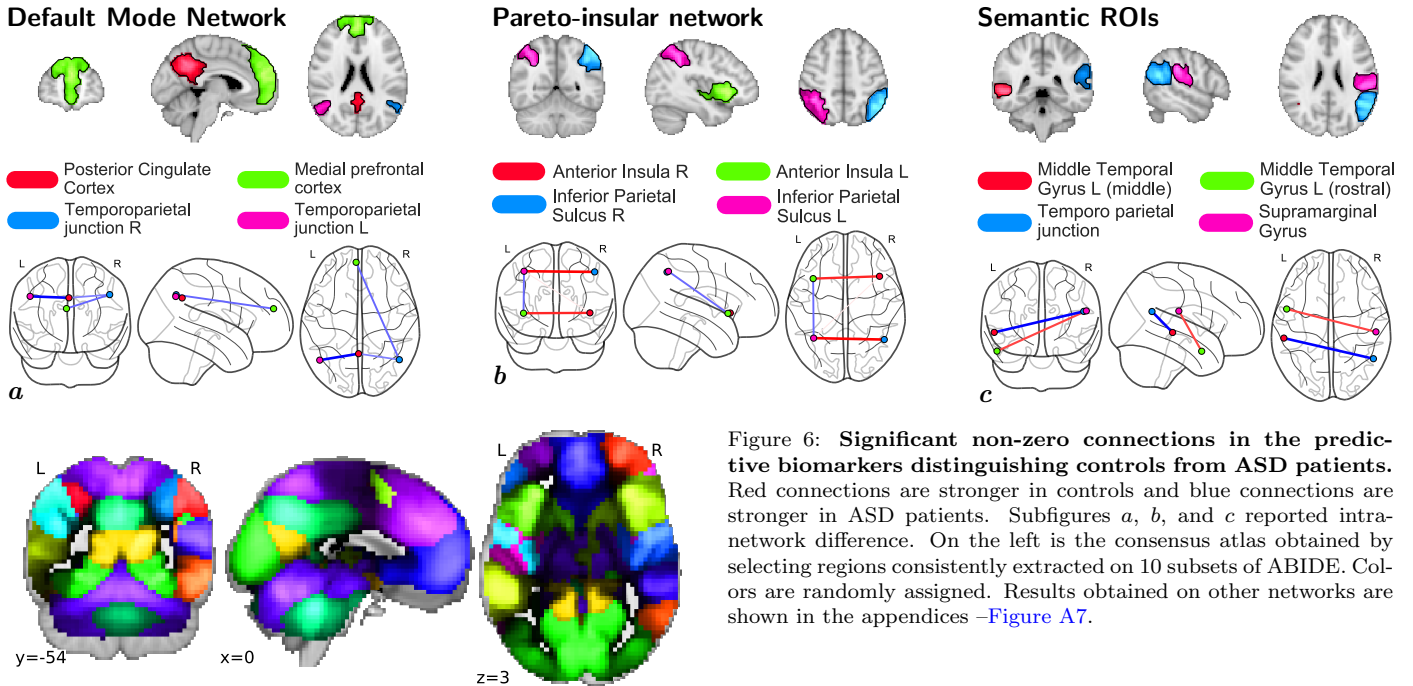 Default Mode Network
Posterior Cingulate
Cortex
Medial prefrontal
cortex
Temporoparietal
junction R
Temporoparietal
junction L
L
R
L
R
a
Pareto-insular network
Anterior Insula R
Anterior Insula L
Inferior Parietal
Sulcus R
Inferior Parietal
Sulcus L
L
R
L
R
b
Semantic ROIs
Middle Temporal
Gyrus L (middle)
Middle Temporal
Gyrus L (rostral)
Temporo parietal
junction
Supramarginal
Gyrus
L
R
L
R
c
L
R
y=-54
x=0
L
R
z=3
Figure 6: Significant non-zero connections in the predic-
tive biomarkers distinguishing controls from ASD patients.
Red connections are stronger in controls and blue connections are
stronger in ASD patients. Subfigures a, b, and c reported intra-
network difference. On the left is the consensus atlas obtained by
selecting regions consistently extracted on 10 subsets of ABIDE. Col-
ors are randomly assigned. Results obtained on other networks are
shown in the appendices –Figure A7.